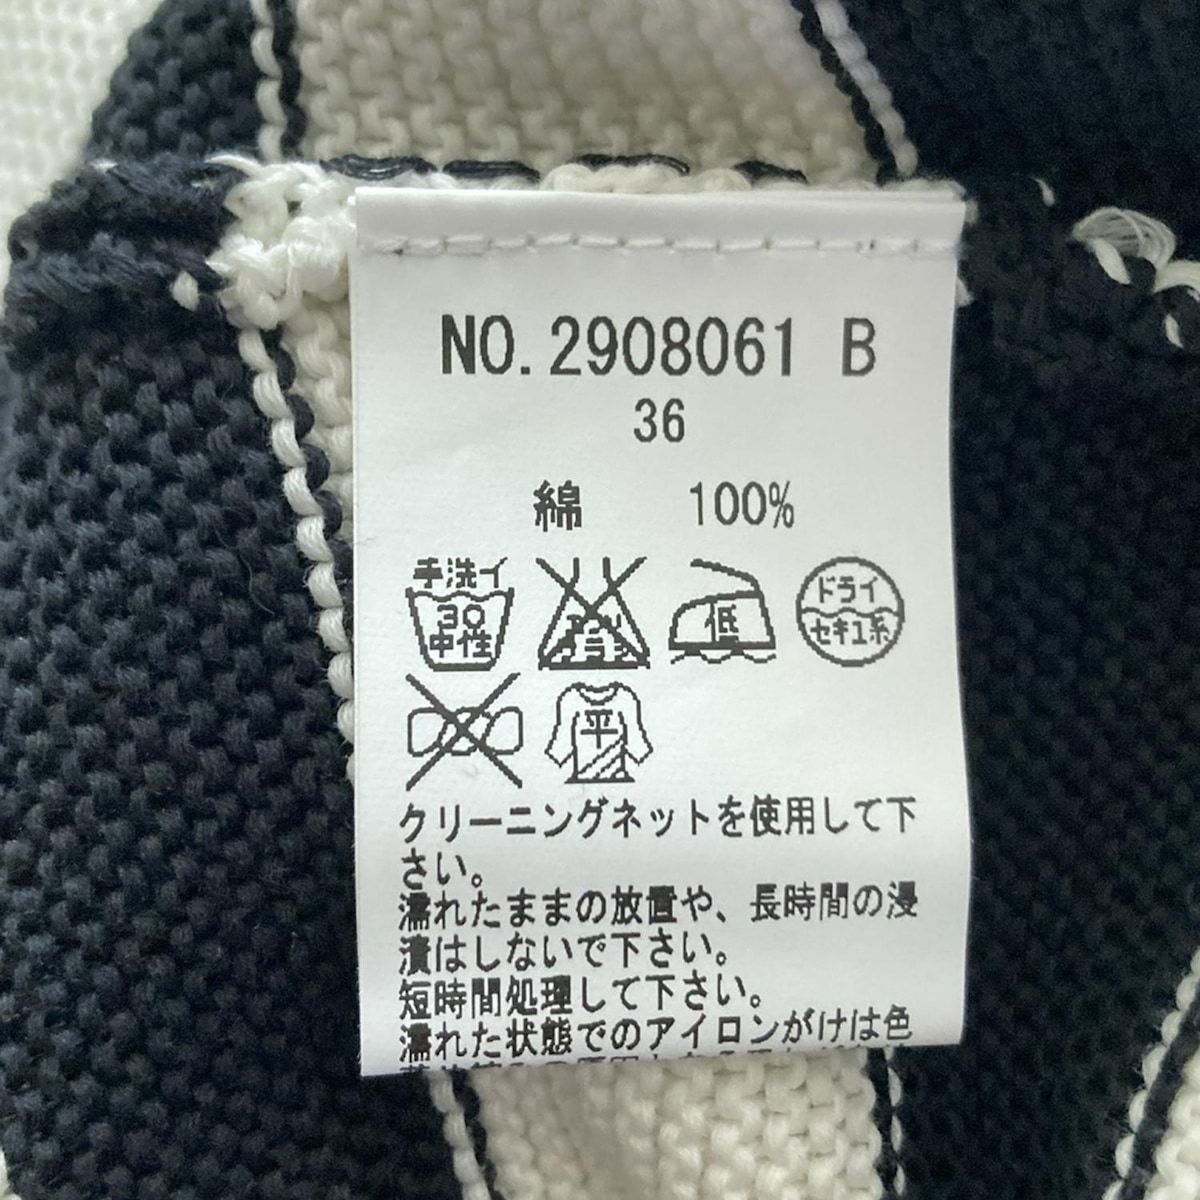 NO.2908061 B
36
綿 100%
手洗イ
30
中性
低
ドライ
セキユ系
平
クリーニングネットを使用して下
さい。
濡れたままの放置や、長時間の浸
漬はしないで下さい。
短時間処理して下さい。
濡れた状態でのアイロンがけは色